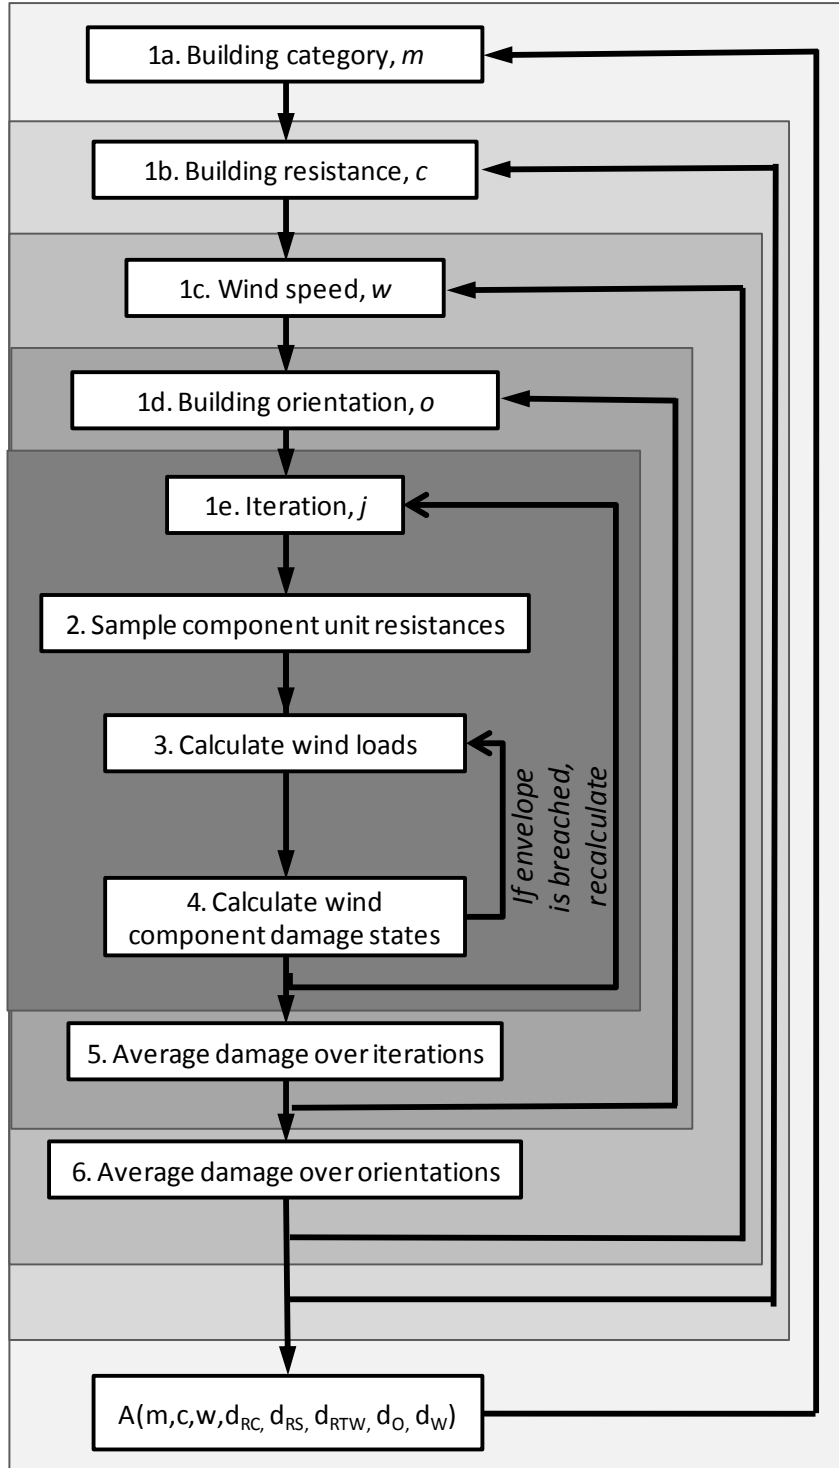 1a. Building category, m
1b. Building resistance, c
1c. Wind speed, w
1d. Building orientation, o
1e. Iteration, j
2. Sample component unit resistances
3. Calculate wind loads
If envelope
is breached,
recalculate
4. Calculate wind
component damage states
5. Average damage over iterations
6. Average damage over orientations
A(m,c,w,d_RC, d_RS, d_RTW, d_O, d_W)